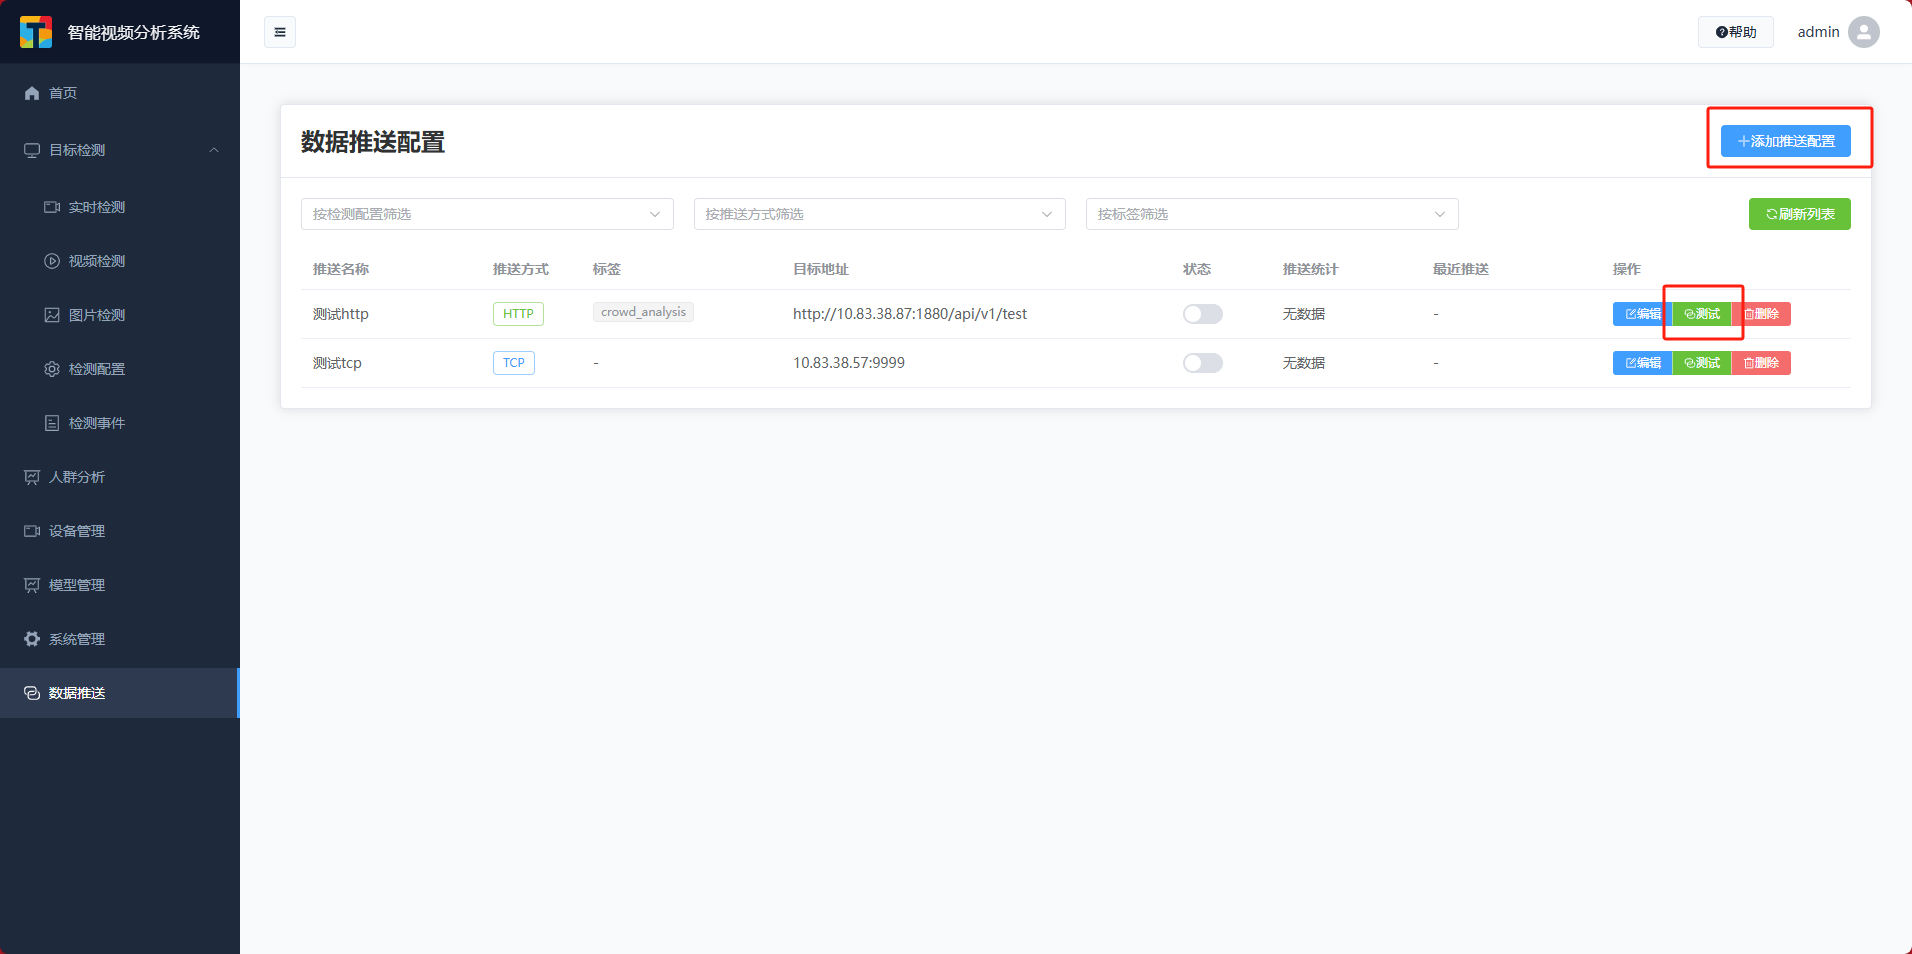 智能视频分析系统
帮助
admin
首页
目标检测
实时检测
视频检测
图片检测
检测配置
检测事件
人群分析
设备管理
模型管理
系统管理
数据推送
数据推送配置
添加推送配置
按检测配置筛选
按推送方式筛选
按标签筛选
刷新列表
推送名称 推送方式 标签 目标地址 状态 推送统计 最近推送 操作
测试http HTTP crowd_analysis http://10.83.38.87:1880/api/v1/test 无数据 - 编辑 测试 删除
测试tcp TCP - 10.83.38.57:9999 无数据 - 编辑 测试 删除